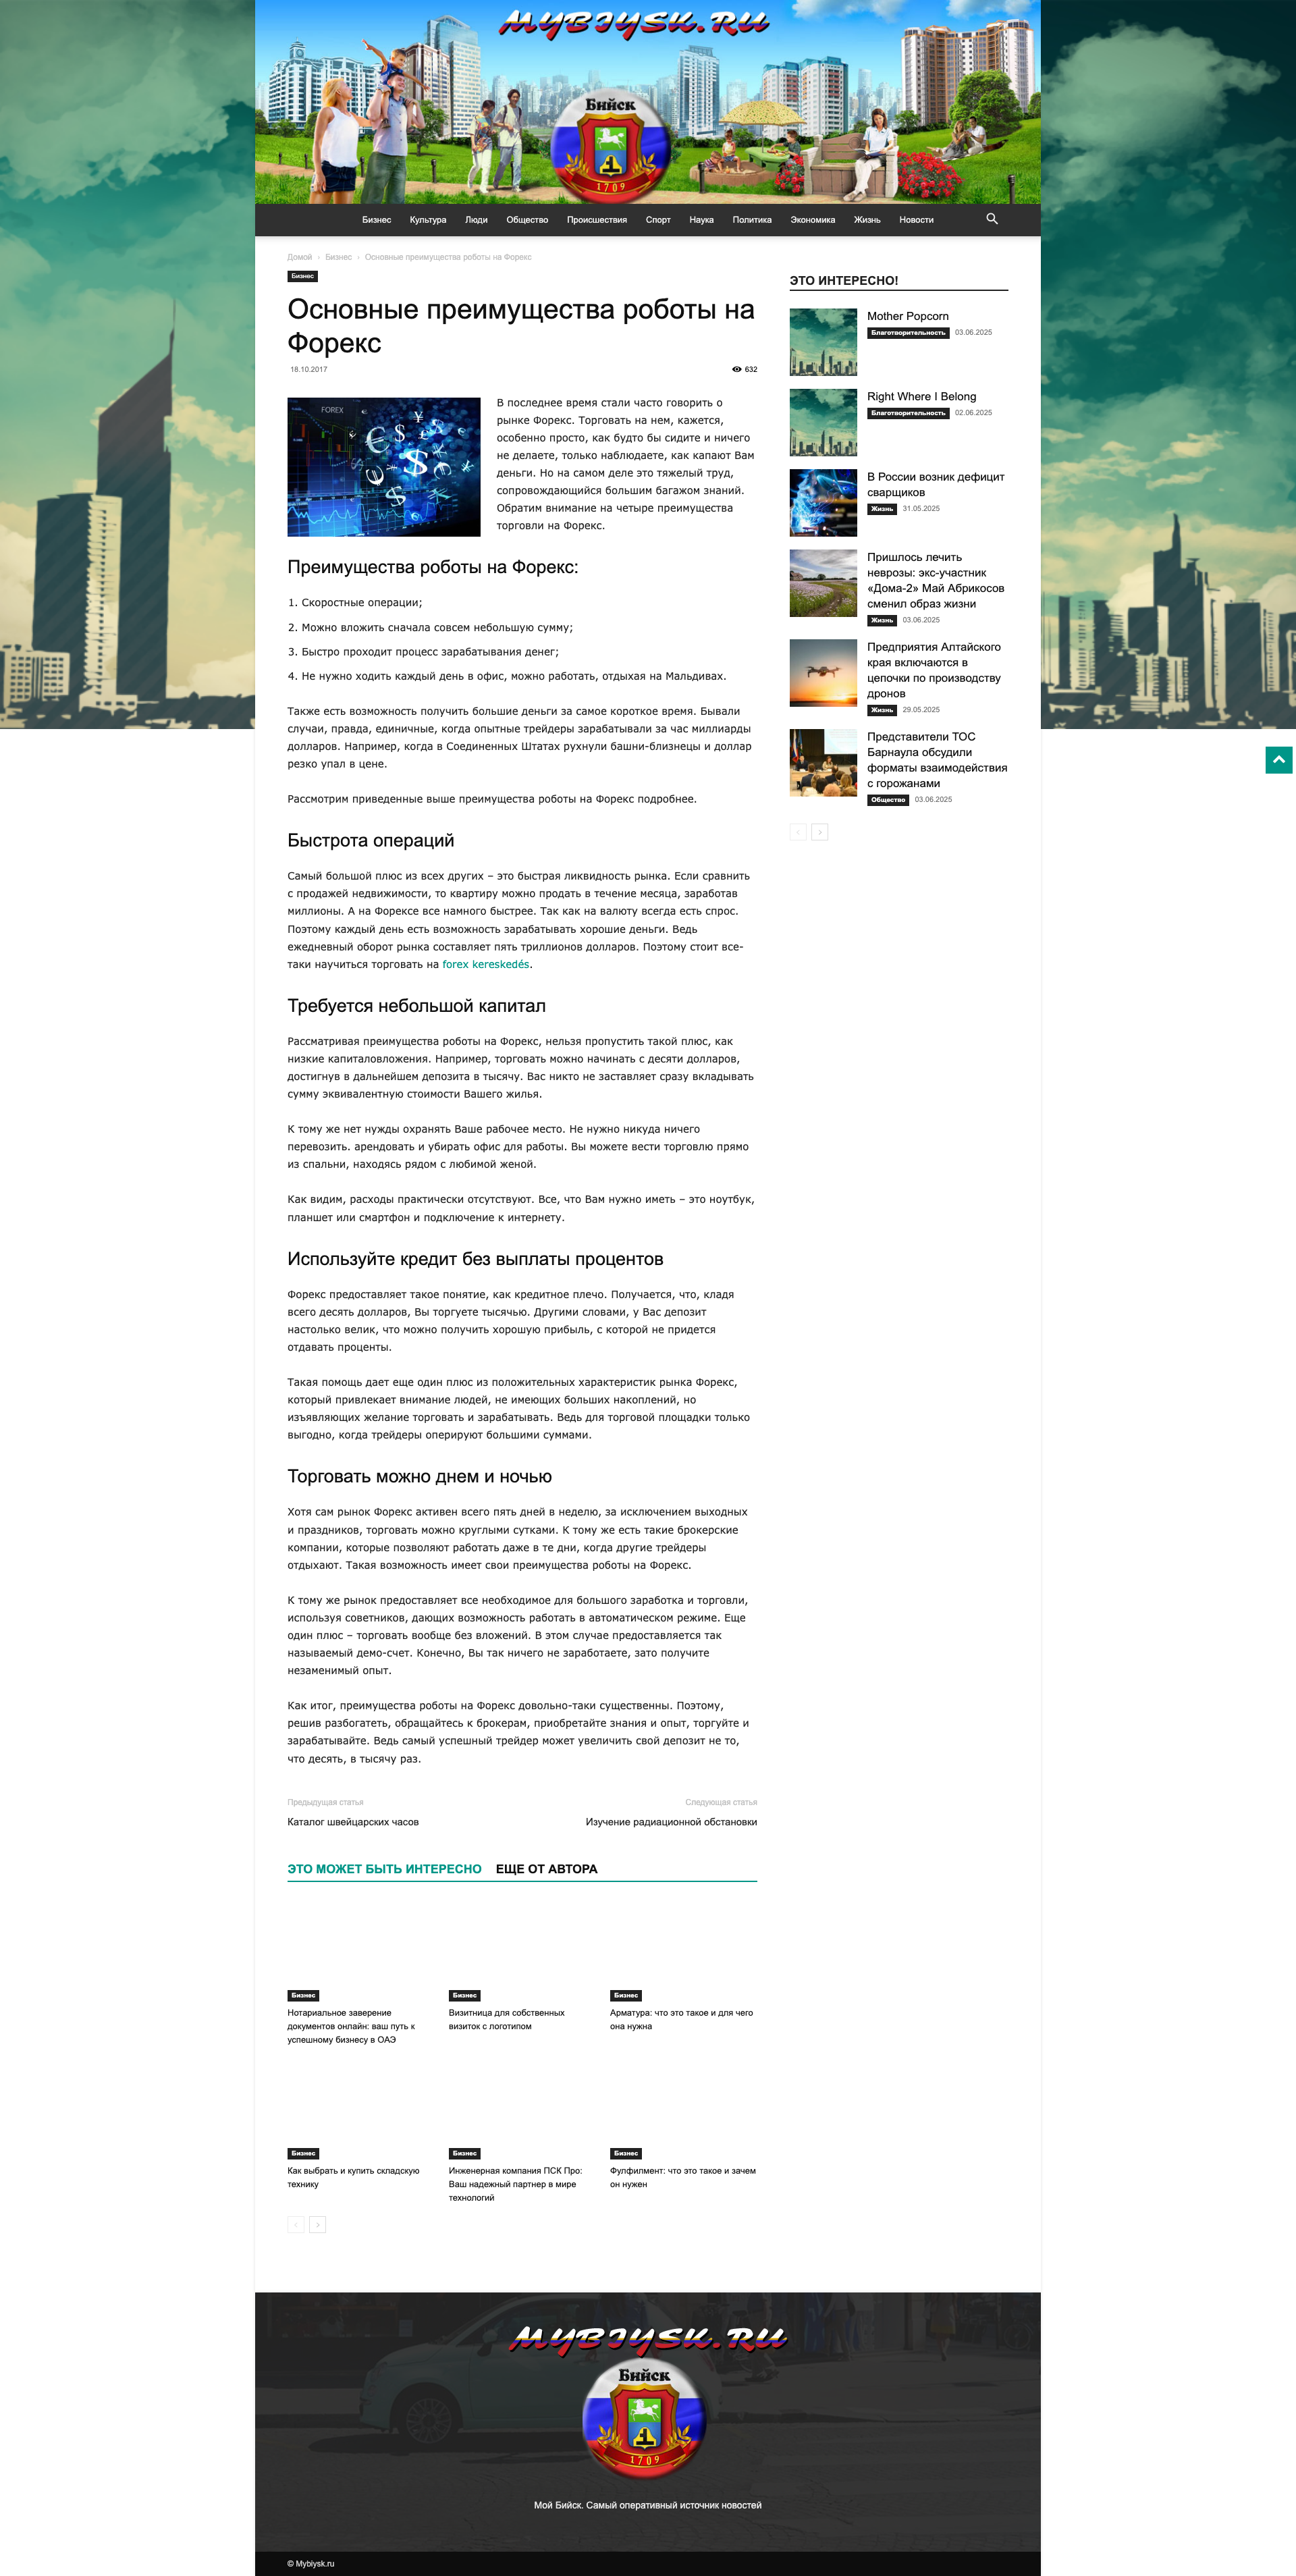 MYBIYSK.RU
Бийск
1709
Бизнес Культура Люди Общество Происшествия Спорт Наука Политика Экономика Жизнь Новости
Домой › Бизнес › Основные преимущества роботы на Форекс
Бизнес
Основные преимущества роботы на
Форекс
18.10.2017
632
FOREX
В последнее время стали часто говорить о
рынке Форекс. Торговать на нем, кажется,
особенно просто, как будто бы сидите и ничего
не делаете, только наблюдаете, как капают Вам
деньги. Но на самом деле это тяжелый труд,
сопровождающийся большим багажом знаний.
Обратим внимание на четыре преимущества
торговли на Форекс.
Преимущества роботы на Форекс:
1. Скоростные операции;
2. Можно вложить сначала совсем небольшую сумму;
3. Быстро проходит процесс зарабатывания денег;
4. Не нужно ходить каждый день в офис, можно работать, отдыхая на Мальдивах.
Также есть возможность получить большие деньги за самое короткое время. Бывали
случаи, правда, единичные, когда опытные трейдеры зарабатывали за час миллиарды
долларов. Например, когда в Соединенных Штатах рухнули башни-близнецы и доллар
резко упал в цене.
Рассмотрим приведенные выше преимущества роботы на Форекс подробнее.
Быстрота операций
Самый большой плюс из всех других – это быстрая ликвидность рынка. Если сравнить
с продажей недвижимости, то квартиру можно продать в течение месяца, заработав
миллионы. А на Форексе все намного быстрее. Так как на валюту всегда есть спрос.
Поэтому каждый день есть возможность зарабатывать хорошие деньги. Ведь
ежедневный оборот рынка составляет пять триллионов долларов. Поэтому стоит все-
таки научиться торговать на forex kereskedés.
Требуется небольшой капитал
Рассматривая преимущества роботы на Форекс, нельзя пропустить такой плюс, как
низкие капиталовложения. Например, торговать можно начинать с десяти долларов,
достигнув в дальнейшем депозита в тысячу. Вас никто не заставляет сразу вкладывать
сумму эквивалентную стоимости Вашего жилья.
К тому же нет нужды охранять Ваше рабочее место. Не нужно никуда ничего
перевозить. арендовать и убирать офис для работы. Вы можете вести торговлю прямо
из спальни, находясь рядом с любимой женой.
Как видим, расходы практически отсутствуют. Все, что Вам нужно иметь – это ноутбук,
планшет или смартфон и подключение к интернету.
Используйте кредит без выплаты процентов
Форекс предоставляет такое понятие, как кредитное плечо. Получается, что, кладя
всего десять долларов, Вы торгуете тысячью. Другими словами, у Вас депозит
настолько велик, что можно получить хорошую прибыль, с которой не придется
отдавать проценты.
Такая помощь дает еще один плюс из положительных характеристик рынка Форекс,
который привлекает внимание людей, не имеющих больших накоплений, но
изъявляющих желание торговать и зарабатывать. Ведь для торговой площадки только
выгодно, когда трейдеры оперируют большими суммами.
Торговать можно днем и ночью
Хотя сам рынок Форекс активен всего пять дней в неделю, за исключением выходных
и праздников, торговать можно круглыми сутками. К тому же есть такие брокерские
компании, которые позволяют работать даже в те дни, когда другие трейдеры
отдыхают. Такая возможность имеет свои преимущества роботы на Форекс.
К тому же рынок предоставляет все необходимое для большого заработка и торговли,
используя советников, дающих возможность работать в автоматическом режиме. Еще
один плюс – торговать вообще без вложений. В этом случае предоставляется так
называемый демо-счет. Конечно, Вы так ничего не заработаете, зато получите
незаменимый опыт.
Как итог, преимущества роботы на Форекс довольно-таки существенны. Поэтому,
решив разбогатеть, обращайтесь к брокерам, приобретайте знания и опыт, торгуйте и
зарабатывайте. Ведь самый успешный трейдер может увеличить свой депозит не то,
что десять, в тысячу раз.
Предыдущая статья
Следующая статья
Каталог швейцарских часов
Изучение радиационной обстановки
ЭТО МОЖЕТ БЫТЬ ИНТЕРЕСНО ЕЩЕ ОТ АВТОРА
Бизнес
Нотариальное заверение
документов онлайн: ваш путь к
успешному бизнесу в ОАЭ
Бизнес
Визитница для собственных
визиток с логотипом
Бизнес
Арматура: что это такое и для чего
она нужна
Бизнес
Как выбрать и купить складскую
технику
Бизнес
Инженерная компания ПСК Про:
Ваш надежный партнер в мире
технологий
Бизнес
Фулфилмент: что это такое и зачем
он нужен
ЭТО ИНТЕРЕСНО!
Mother Popcorn
Благотворительность 03.06.2025
Right Where I Belong
Благотворительность 02.06.2025
В России возник дефицит
сварщиков
Жизнь 31.05.2025
Пришлось лечить
неврозы: экс-участник
«Дома-2» Май Абрикосов
сменил образ жизни
Жизнь 03.06.2025
Предприятия Алтайского
края включаются в
цепочки по производству
дронов
Жизнь 29.05.2025
Представители ТОС
Барнаула обсудили
форматы взаимодействия
с горожанами
Общество 03.06.2025
MYBIYSK.RU
Бийск
1709
Мой Бийск. Самый оперативный источник новостей
© Mybiysk.ru